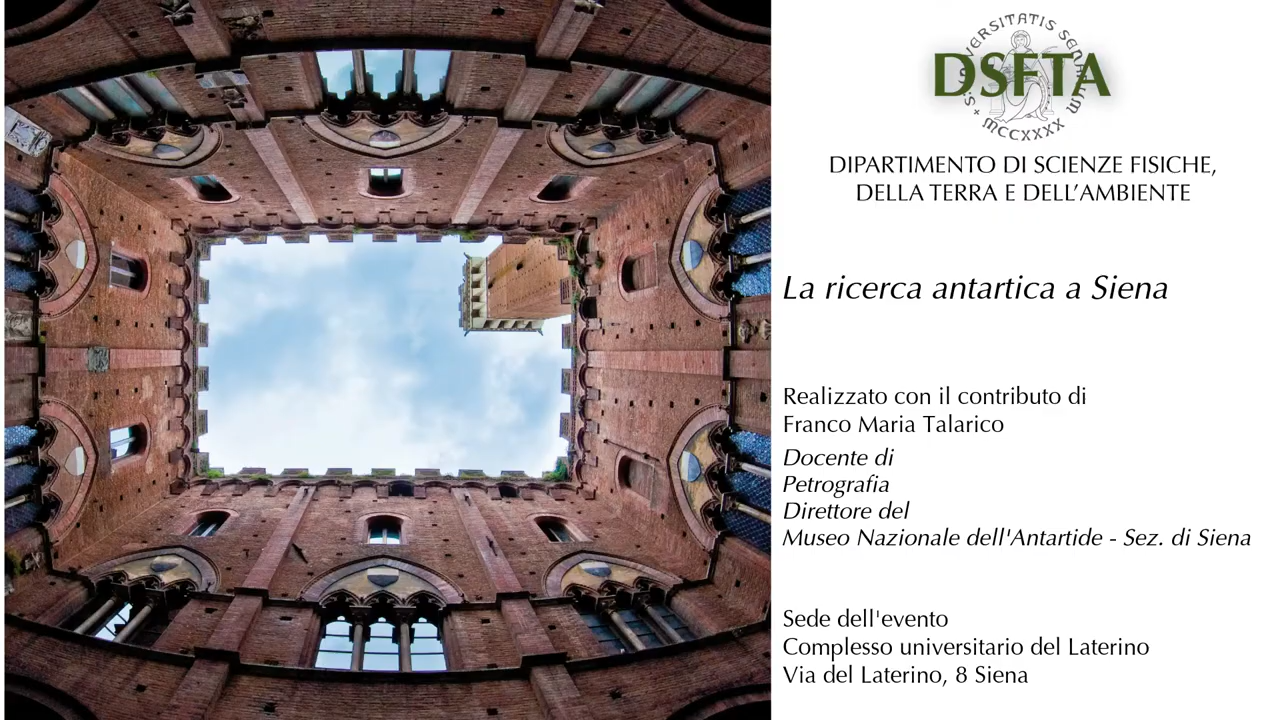 DSFTA
MCCXXXX
DIPARTIMENTO DI SCIENZE FISICHE,
DELLA TERRA E DELL'AMBIENTE
La ricerca antartica a Siena
Realizzato con il contributo di
Franco Maria Talarico
Docente di
Petrografia
Direttore del
Museo Nazionale dell'Antartide - Sez. di Siena
Sede dell'evento
Complesso universitario del Laterino
Via del Laterino, 8 Siena